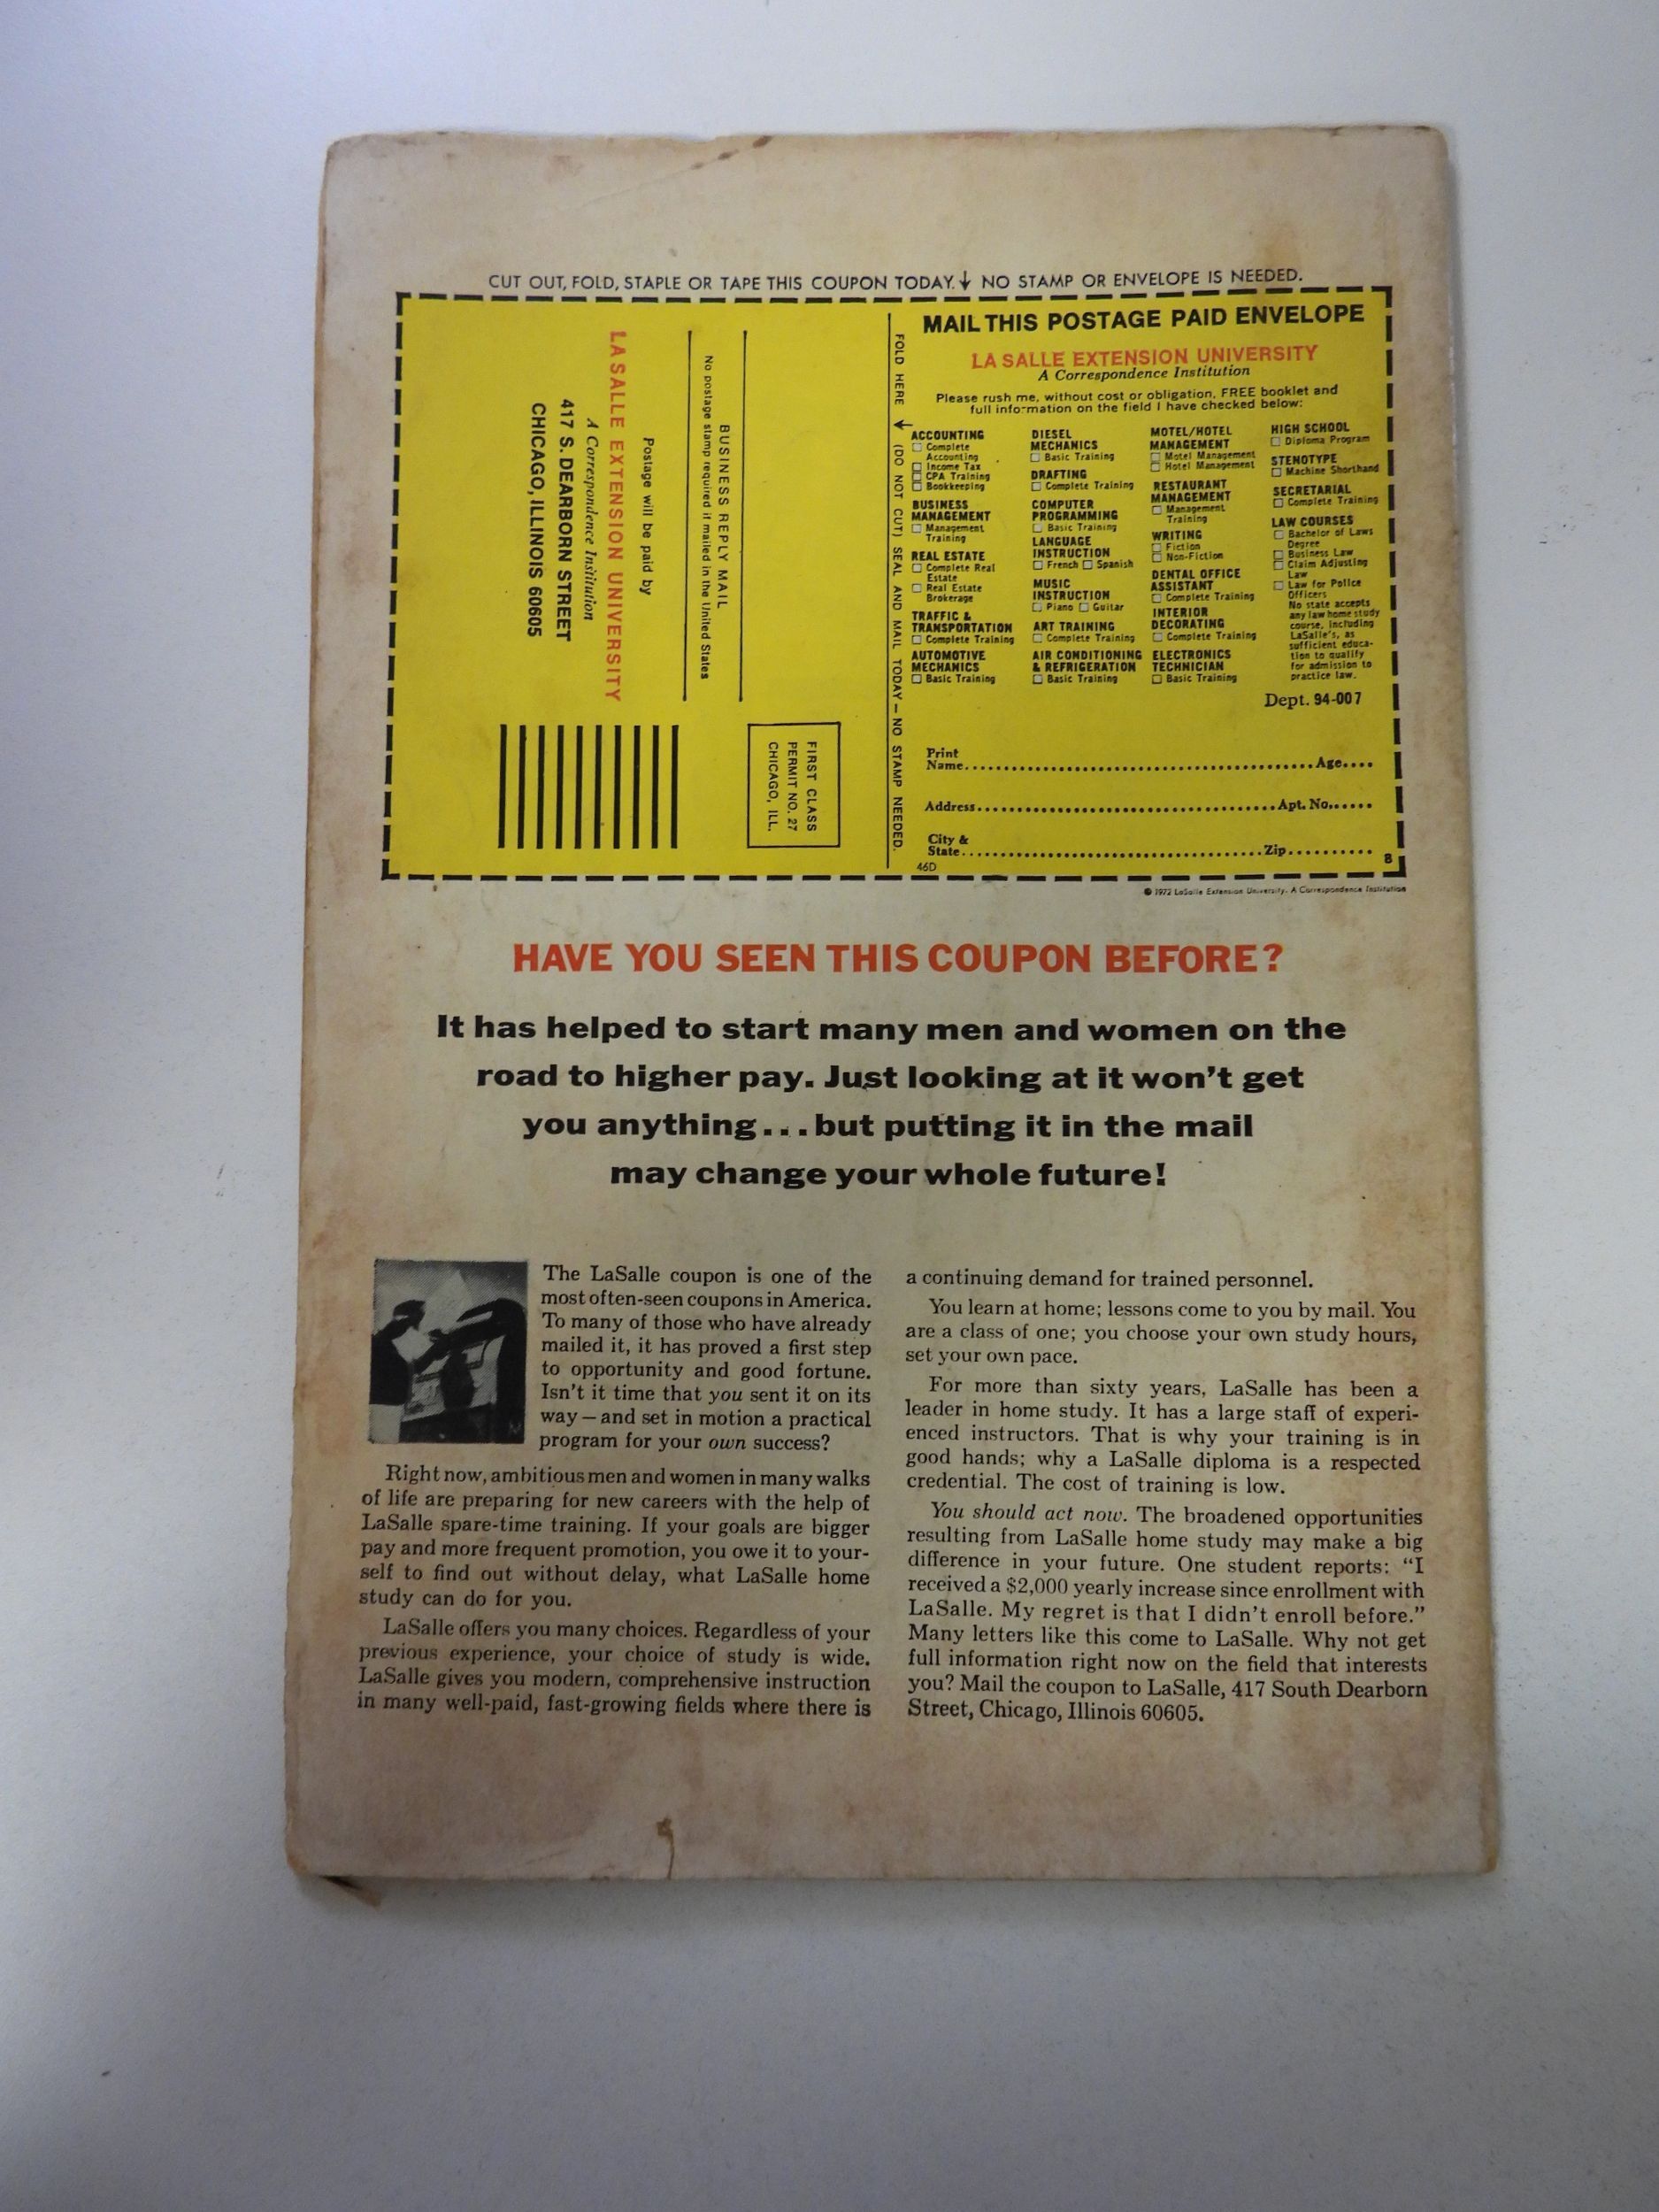 CUT OUT, FOLD, STAPLE OR TAPE THIS COUPON TODAY. ↓ NO STAMP OR ENVELOPE IS NEEDED.
FIRST CLASS
PERMIT NO. 27
CHICAGO, ILL.
BUSINESS REPLY MAIL
No postage stamp required if mailed in the United States
Postage will be paid by
LA SALLE EXTENSION UNIVERSITY
A Correspondence Institution
417 S. DEARBORN STREET
CHICAGO, ILLINOIS 60605
FOLD HERE ↓ (DO NOT CUT) SEAL AND MAIL TODAY — NO STAMP NEEDED.
MAIL THIS POSTAGE PAID ENVELOPE
LA SALLE EXTENSION UNIVERSITY
A Correspondence Institution
Please rush me, without cost or obligation, FREE booklet and
full information on the field I have checked below:
ACCOUNTING
☐ Complete
Accounting
☐ Income Tax
☐ CPA Training
☐ Bookkeeping
BUSINESS
MANAGEMENT
☐ Management
Training
REAL ESTATE
☐ Complete Real
Estate
☐ Real Estate
Brokerage
TRAFFIC &
TRANSPORTATION
☐ Complete Training
AUTOMOTIVE
MECHANICS
☐ Basic Training
DIESEL
MECHANICS
☐ Basic Training
DRAFTING
☐ Complete Training
COMPUTER
PROGRAMMING
☐ Basic Training
LANGUAGE
INSTRUCTION
☐ French ☐ Spanish
MUSIC
INSTRUCTION
☐ Piano ☐ Guitar
ART TRAINING
☐ Complete Training
AIR CONDITIONING
& REFRIGERATION
☐ Basic Training
MOTEL/HOTEL
MANAGEMENT
☐ Motel Management
☐ Hotel Management
RESTAURANT
MANAGEMENT
☐ Management
Training
WRITING
☐ Fiction
☐ Non-Fiction
DENTAL OFFICE
ASSISTANT
☐ Complete Training
INTERIOR
DECORATING
☐ Complete Training
ELECTRONICS
TECHNICIAN
☐ Basic Training
HIGH SCHOOL
☐ Diploma Program
STENOTYPE
☐ Machine Shorthand
SECRETARIAL
☐ Complete Training
LAW COURSES
☐ Bachelor of Laws
Degree
☐ Business Law
☐ Claim Adjusting
Law
☐ Law for Police
Officers
No state accepts
any law home study
course, including
LaSalle's, as
sufficient educa-
tion to qualify
for admission to
practice law.
Dept. 94-007
Print
Name........Age....
Address........Apt. No......
City &
State........Zip..........
46D
B
© 1972 LaSalle Extension University. A Correspondence Institution
HAVE YOU SEEN THIS COUPON BEFORE?
It has helped to start many men and women on the
road to higher pay. Just looking at it won't get
you anything...but putting it in the mail
may change your whole future!
The LaSalle coupon is one of the
most often-seen coupons in America.
To many of those who have already
mailed it, it has proved a first step
to opportunity and good fortune.
Isn't it time that you sent it on its
way — and set in motion a practical
program for your own success?
Right now, ambitious men and women in many walks
of life are preparing for new careers with the help of
LaSalle spare-time training. If your goals are bigger
pay and more frequent promotion, you owe it to your-
self to find out without delay, what LaSalle home
study can do for you.
LaSalle offers you many choices. Regardless of your
previous experience, your choice of study is wide.
LaSalle gives you modern, comprehensive instruction
in many well-paid, fast-growing fields where there is
a continuing demand for trained personnel.
You learn at home; lessons come to you by mail. You
are a class of one; you choose your own study hours,
set your own pace.
For more than sixty years, LaSalle has been a
leader in home study. It has a large staff of experi-
enced instructors. That is why your training is in
good hands; why a LaSalle diploma is a respected
credential. The cost of training is low.
You should act now. The broadened opportunities
resulting from LaSalle home study may make a big
difference in your future. One student reports: "I
received a $2,000 yearly increase since enrollment with
LaSalle. My regret is that I didn't enroll before."
Many letters like this come to LaSalle. Why not get
full information right now on the field that interests
you? Mail the coupon to LaSalle, 417 South Dearborn
Street, Chicago, Illinois 60605.